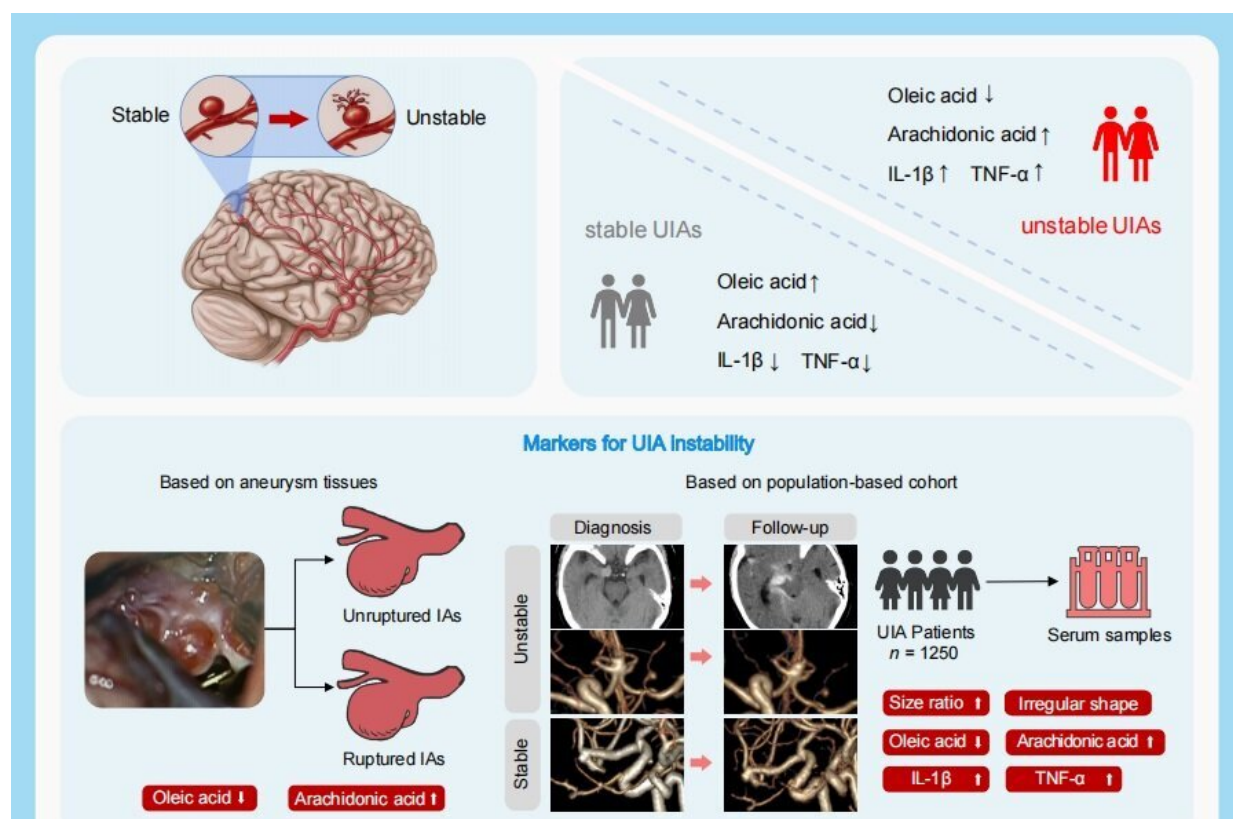 Stable
Unstable
Oleic acid ↓
Arachidonic acid ↑
IL-1β ↑ TNF-α ↑
unstable UIAs
stable UIAs
Oleic acid ↑
Arachidonic acid ↓
IL-1β ↓ TNF-α ↓
Markers for UIA instability
Based on aneurysm tissues
Based on population-based cohort
Unruptured IAs
Ruptured IAs
Oleic acid ⬇
Arachidonic acid ⬆
Diagnosis
Follow-up
Unstable
Stable
UIA Patients
n = 1250
Serum samples
Size ratio ⬆
Irregular shape
Oleic acid ⬇
Arachidonic acid ⬆
IL-1β ⬆
TNF-α ⬆